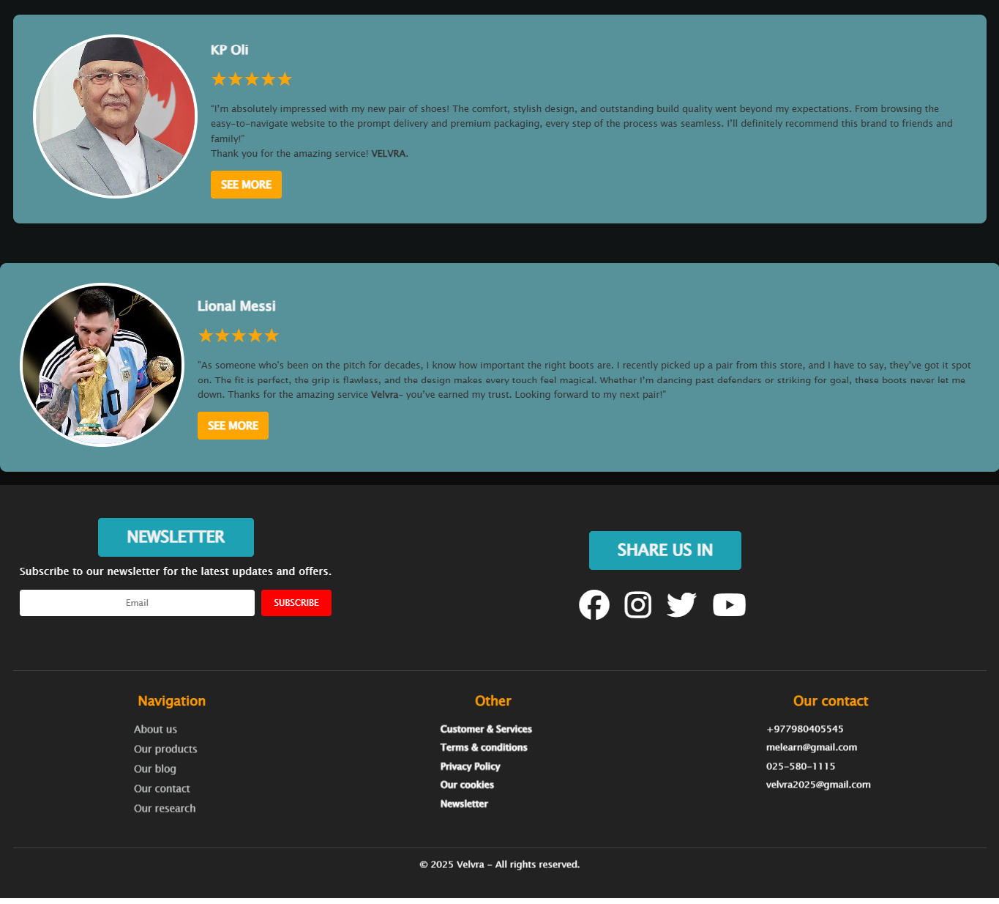 KP Oli
“I’m absolutely impressed with my new pair of shoes! The comfort, stylish design, and outstanding build quality went beyond my expectations. From browsing the
easy-to-navigate website to the prompt delivery and premium packaging, every step of the process was seamless. I’ll definitely recommend this brand to friends and
family!”
Thank you for the amazing service! VELVRA.
SEE MORE
Lional Messi
"As someone who's been on the pitch for decades, I know how important the right boots are. I recently picked up a pair from this store, and I have to say, they’ve got it spot
on. The fit is perfect, the grip is flawless, and the design makes every touch feel magical. Whether I’m dancing past defenders or striking for goal, these boots never let me
down. Thanks for the amazing service Velvra- you’ve earned my trust. Looking forward to my next pair!"
10
SEE MORE
NEWSLETTER
Subscribe to our newsletter for the latest updates and offers.
Email
SUBSCRIBE
SHARE US IN
Navigation
About us
Our products
Our blog
Our contact
Our research
Other
Customer & Services
Terms & conditions
Privacy Policy
Our cookies
Newsletter
Our contact
+977980405545
melearn@gmail.com
025-580-1115
velvra2025@gmail.com
© 2025 Velvra - All rights reserved.